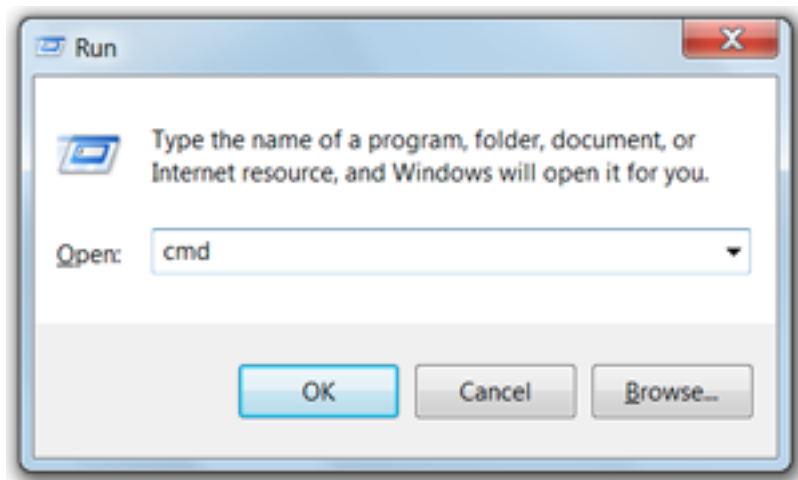 Run
Type the name of a program, folder, document, or
Internet resource, and Windows will open it for you.
Open: cmd
OK Cancel Browse...